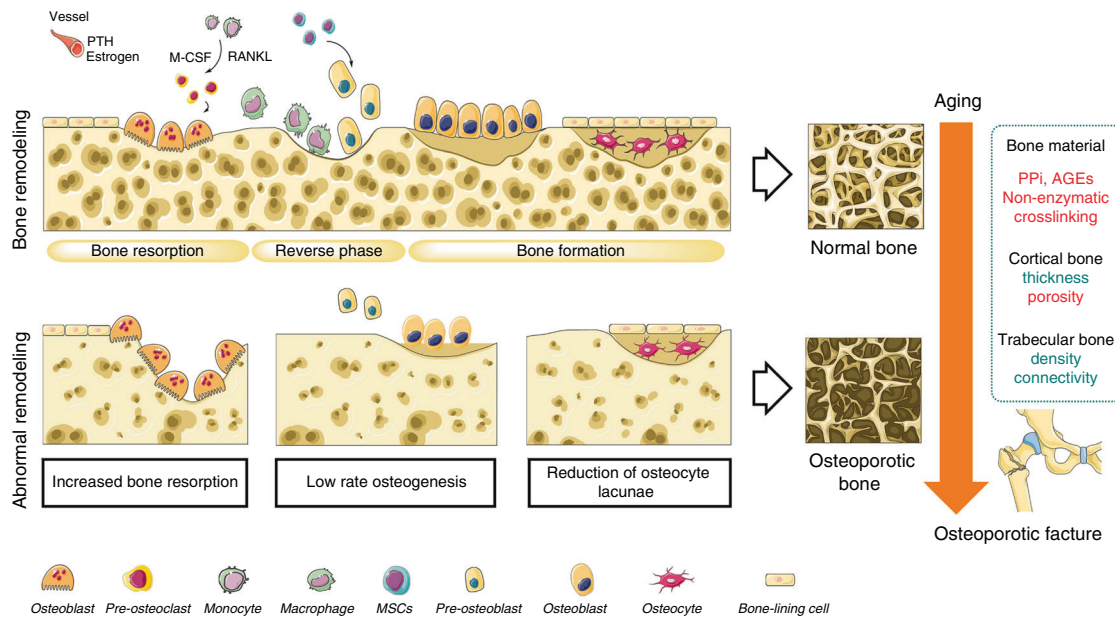 Vessel
PTH
Estrogen
M-CSF
RANKL
Bone remodeling
Bone resorption
Reverse phase
Bone formation
Normal bone
Aging
Bone material
PPi, AGEs
Non-enzymatic
crosslinking
Cortical bone
thickness
porosity
Trabecular bone
density
connectivity
Abnormal remodeling
Increased bone resorption
Low rate osteogenesis
Reduction of osteocyte
lacunae
Osteoporotic
bone
Osteoporotic facture
Osteoblast
Pre-osteoclast
Monocyte
Macrophage
MSCs
Pre-osteoblast
Osteoblast
Osteocyte
Bone-lining cell